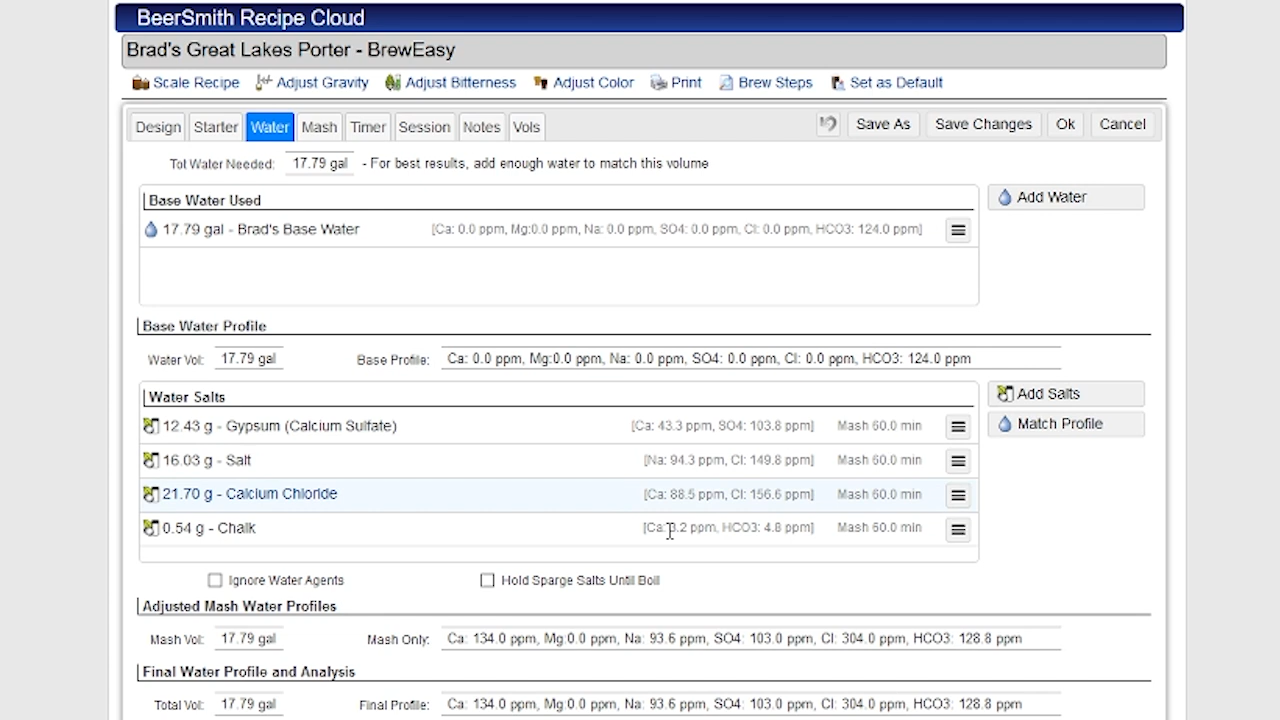 BeerSmith Recipe Cloud
Brad's Great Lakes Porter - BrewEasy
Scale Recipe Adjust Gravity Adjust Bitterness Adjust Color Print Brew Steps Set as Default
Design Starter Water Mash Timer Session Notes Vols Save As Save Changes Ok Cancel
Tot Water Needed: 17.79 gal - For best results, add enough water to match this volume
Base Water Used Add Water
17.79 gal - Brad's Base Water [Ca: 0.0 ppm, Mg:0.0 ppm, Na: 0.0 ppm, SO4: 0.0 ppm, Cl: 0.0 ppm, HCO3: 124.0 ppm]
Base Water Profile
Water Vol: 17.79 gal Base Profile: Ca: 0.0 ppm, Mg:0.0 ppm, Na: 0.0 ppm, SO4: 0.0 ppm, Cl: 0.0 ppm, HCO3: 124.0 ppm
Water Salts Add Salts
12.43 g - Gypsum (Calcium Sulfate) [Ca: 43.3 ppm, SO4: 103.8 ppm] Mash 60.0 min Match Profile
16.03 g - Salt [Na: 94.3 ppm, Cl: 149.8 ppm] Mash 60.0 min
21.70 g - Calcium Chloride [Ca: 88.5 ppm, Cl: 156.6 ppm] Mash 60.0 min
0.54 g - Chalk [Ca: .2 ppm, HCO3: 4.8 ppm] Mash 60.0 min
Ignore Water Agents Hold Sparge Salts Until Boil
Adjusted Mash Water Profiles
Mash Vol: 17.79 gal Mash Only: Ca: 134.0 ppm, Mg:0.0 ppm, Na: 93.6 ppm, SO4: 103.0 ppm, Cl: 304.0 ppm, HCO3: 128.8 ppm
Final Water Profile and Analysis
Total Vol: 17.79 gal Final Profile: Ca: 134.0 ppm, Mg:0.0 ppm, Na: 93.6 ppm, SO4: 103.0 ppm, Cl: 304.0 ppm, HCO3: 128.8 ppm